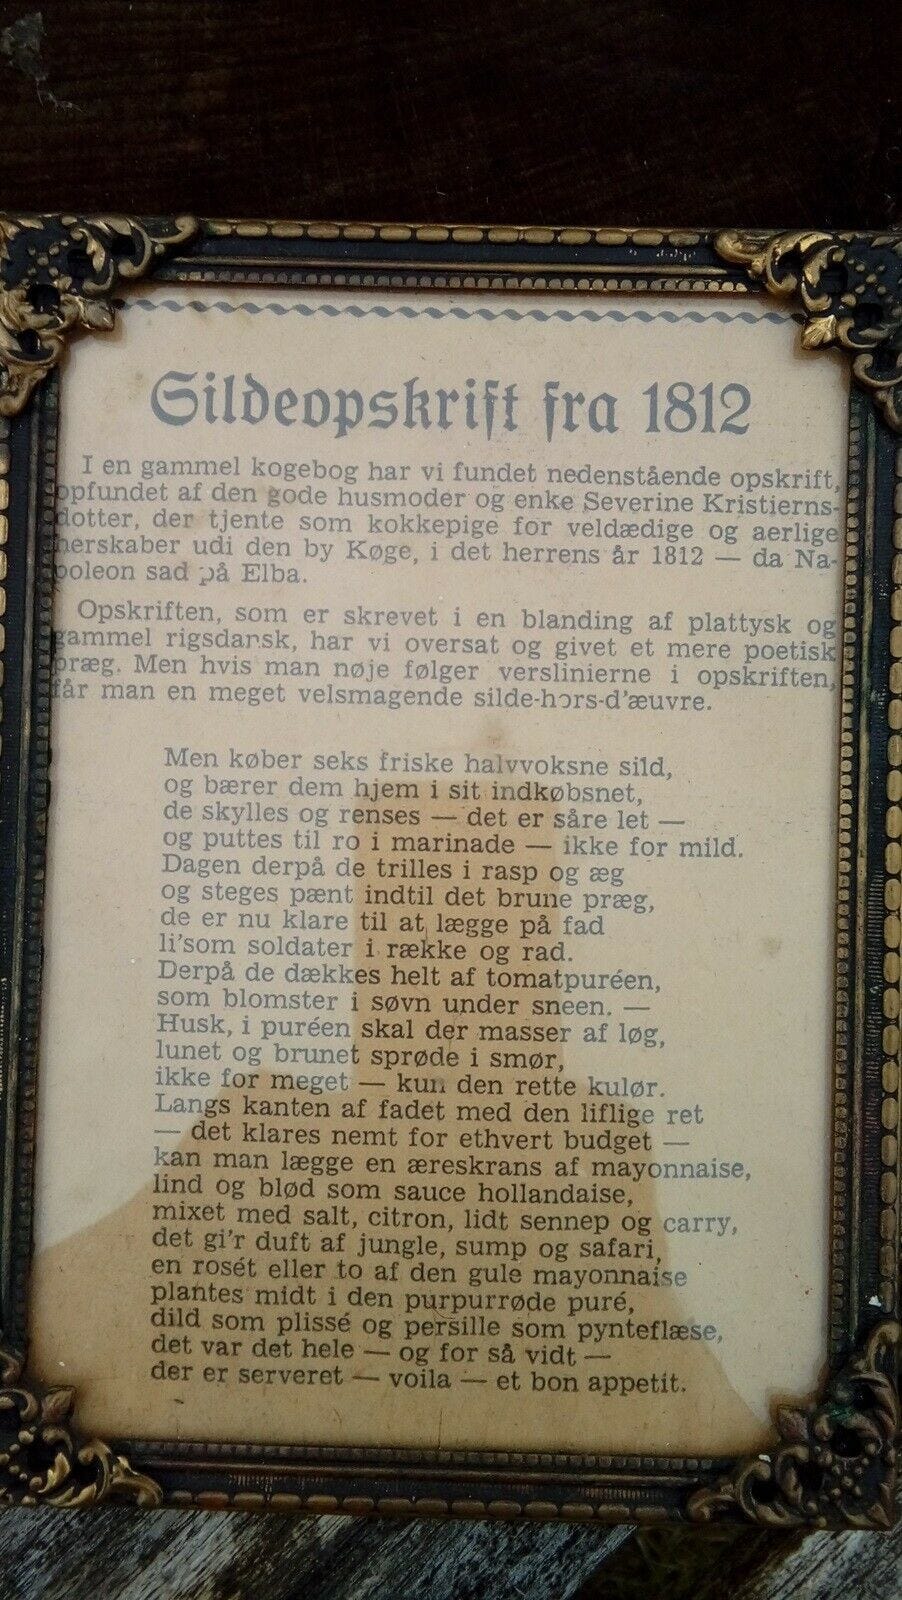 Sildeopskrift fra 1812
I en gammel kogebog har vi fundet nedenstående opskrift,
opfundet af den gode husmoder og enke Severine Kristierns-
dotter, der tjente som kokkepige for veldædige og aerlige
herskaber udi den by Køge, i det herrens år 1812 — da Na-
poleon sad på Elba.
Opskriften, som er skrevet i en blanding af plattysk og
gammel rigsdansk, har vi oversat og givet et mere poetisk
præg. Men hvis man nøje følger verslinierne i opskriften,
får man en meget velsmagende silde-hors-d'æuvre.
Men køber seks friske halvvoksne sild,
og bærer dem hjem i sit indkøbsnet,
de skylles og renses — det er såre let —
og puttes til ro i marinade — ikke for mild.
Dagen derpå de trilles i rasp og æg
og steges pænt indtil det brune præg,
de er nu klare til at lægge på fad
li'som soldater i række og rad.
Derpå de dækkes helt af tomatpuréen,
som blomster i søvn under sneen. —
Husk, i puréen skal der masser af løg,
lunet og brunet sprøde i smør,
ikke for meget — kun den rette kulør.
Langs kanten af fadet med den liflige ret
— det klares nemt for ethvert budget —
kan man lægge en æreskrans af mayonnaise,
lind og blød som sauce hollandaise,
mixet med salt, citron, lidt sennep og carry,
det gi'r duft af jungle, sump og safari,
en rosét eller to af den gule mayonnaise
plantes midt i den purpurrøde puré,
dild som plissé og persille som pynteflæse,
det var det hele — og for så vidt —
der er serveret — voila — et bon appetit.